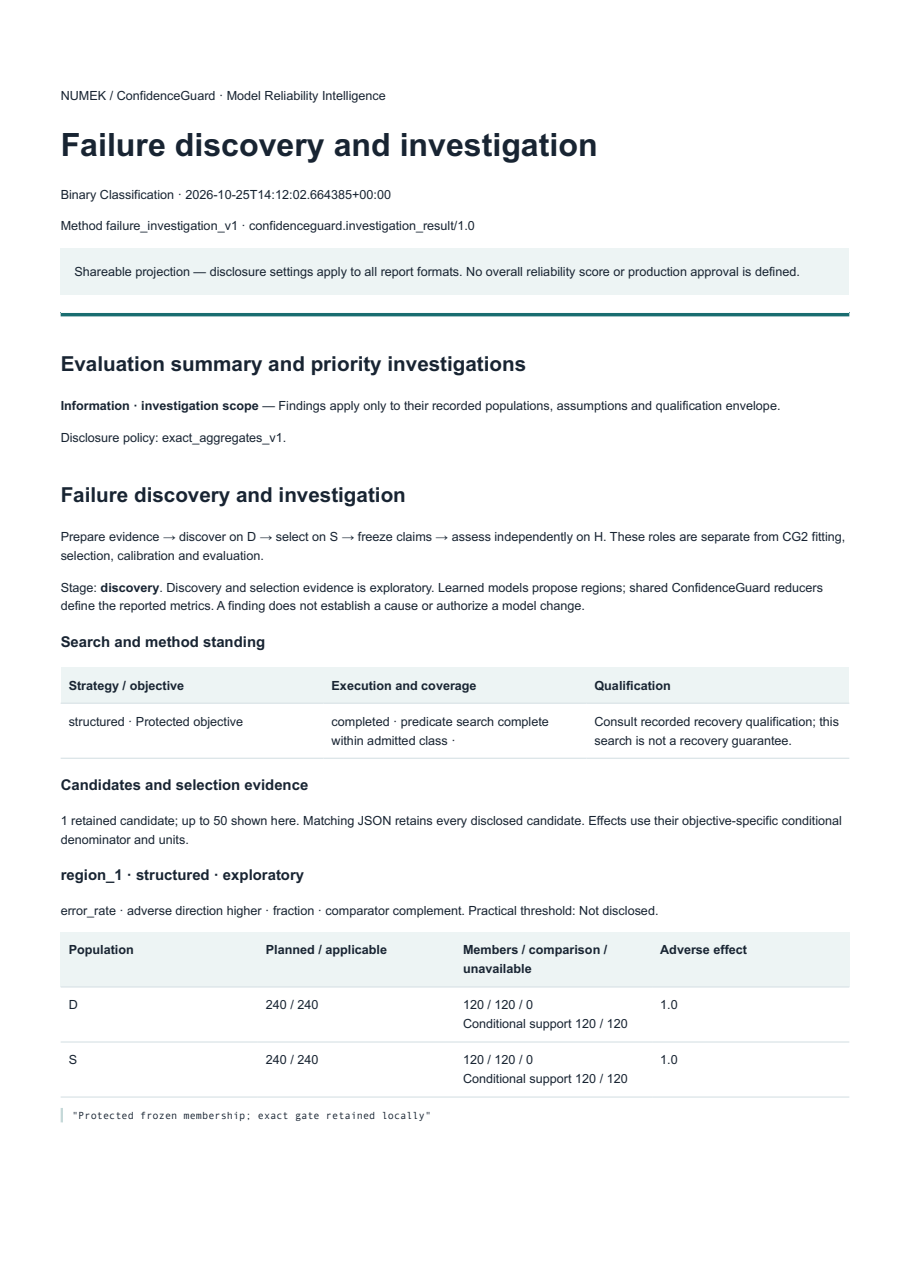 NUMEK / ConfidenceGuard · Model Reliability Intelligence
Failure discovery and investigation
Binary Classification · 2026-10-25T14:12:02.664385+00:00
Method failure_investigation_v1 · confidenceguard.investigation_result/1.0
Shareable projection — disclosure settings apply to all report formats. No overall reliability score or production approval is defined.
Evaluation summary and priority investigations
Information · investigation scope — Findings apply only to their recorded populations, assumptions and qualification envelope.
Disclosure policy: exact_aggregates_v1.
Failure discovery and investigation
Prepare evidence → discover on D → select on S → freeze claims → assess independently on H. These roles are separate from CG2 fitting,
selection, calibration and evaluation.
Stage: discovery. Discovery and selection evidence is exploratory. Learned models propose regions; shared ConfidenceGuard reducers
define the reported metrics. A finding does not establish a cause or authorize a model change.
Search and method standing
Strategy / objective Execution and coverage Qualification
structured · Protected objective completed · predicate search complete Consult recorded recovery qualification; this
within admitted class · search is not a recovery guarantee.
Candidates and selection evidence
1 retained candidate; up to 50 shown here. Matching JSON retains every disclosed candidate. Effects use their objective-specific conditional
denominator and units.
region_1 · structured · exploratory
error_rate · adverse direction higher · fraction · comparator complement. Practical threshold: Not disclosed.
Population Planned / applicable Members / comparison / Adverse effect
unavailable
D 240 / 240 120 / 120 / 0 1.0
Conditional support 120 / 120
S 240 / 240 120 / 120 / 0 1.0
Conditional support 120 / 120
"Protected frozen membership; exact gate retained locally"